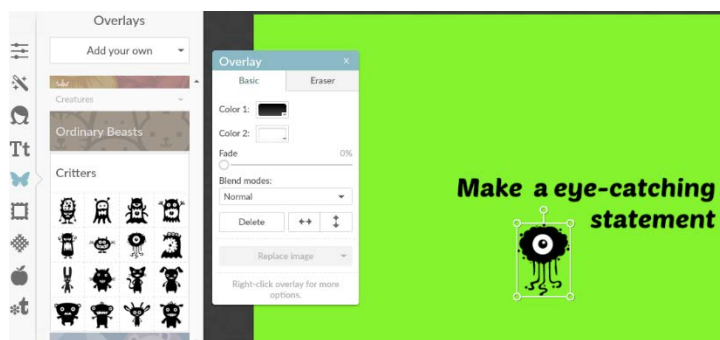 Overlays
Add your own
Creatures
Ordinary Beasts
Critters
Tt
t
Overlay x
Basic Eraser
Color 1:
Color 2:
Fade 0%
Blend modes:
Normal
Delete
Replace image
Right-click overlay for more
options.
Make a eye-catching
statement